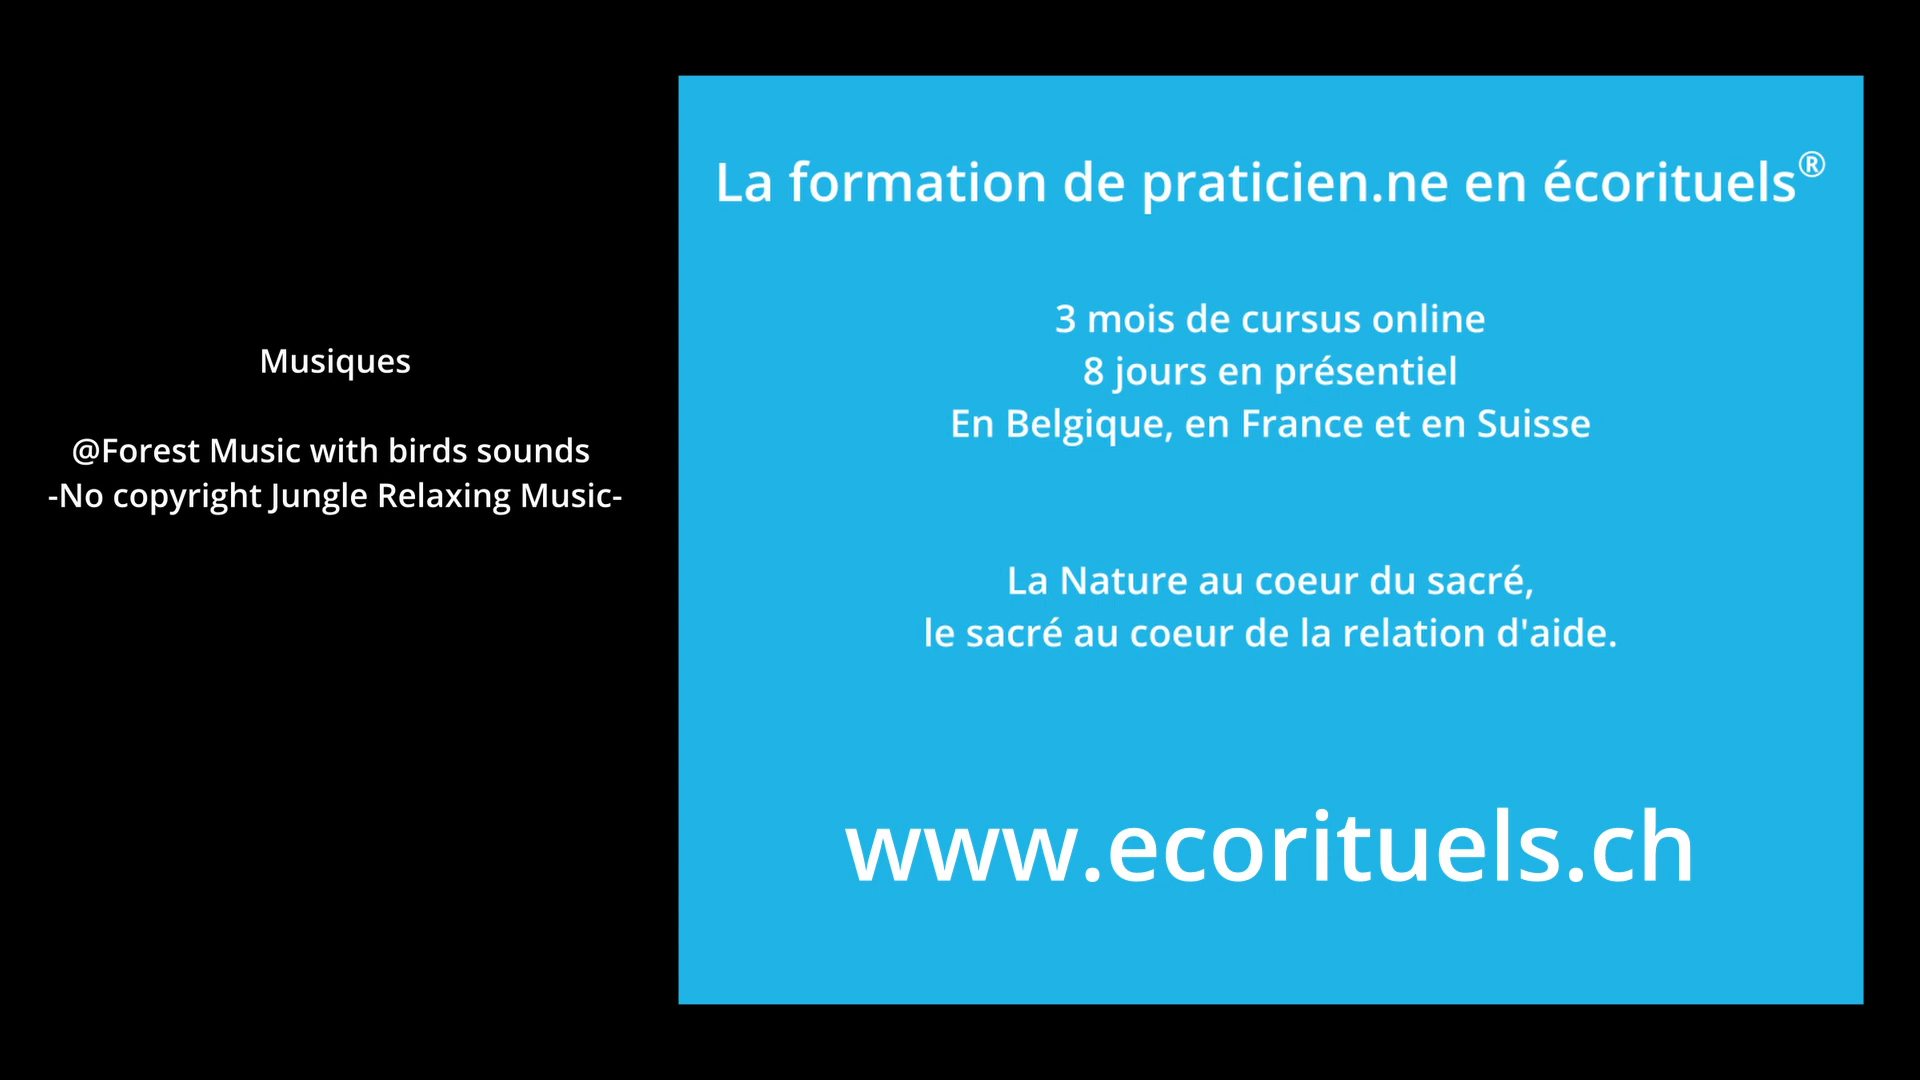 Musiques
@Forest Music with birds sounds
-No copyright Jungle Relaxing Music-
La formation de praticien.ne en écorituels®
3 mois de cursus online
8 jours en présentiel
En Belgique, en France et en Suisse
La Nature au coeur du sacré,
le sacré au coeur de la relation d'aide.
www.ecorituels.ch